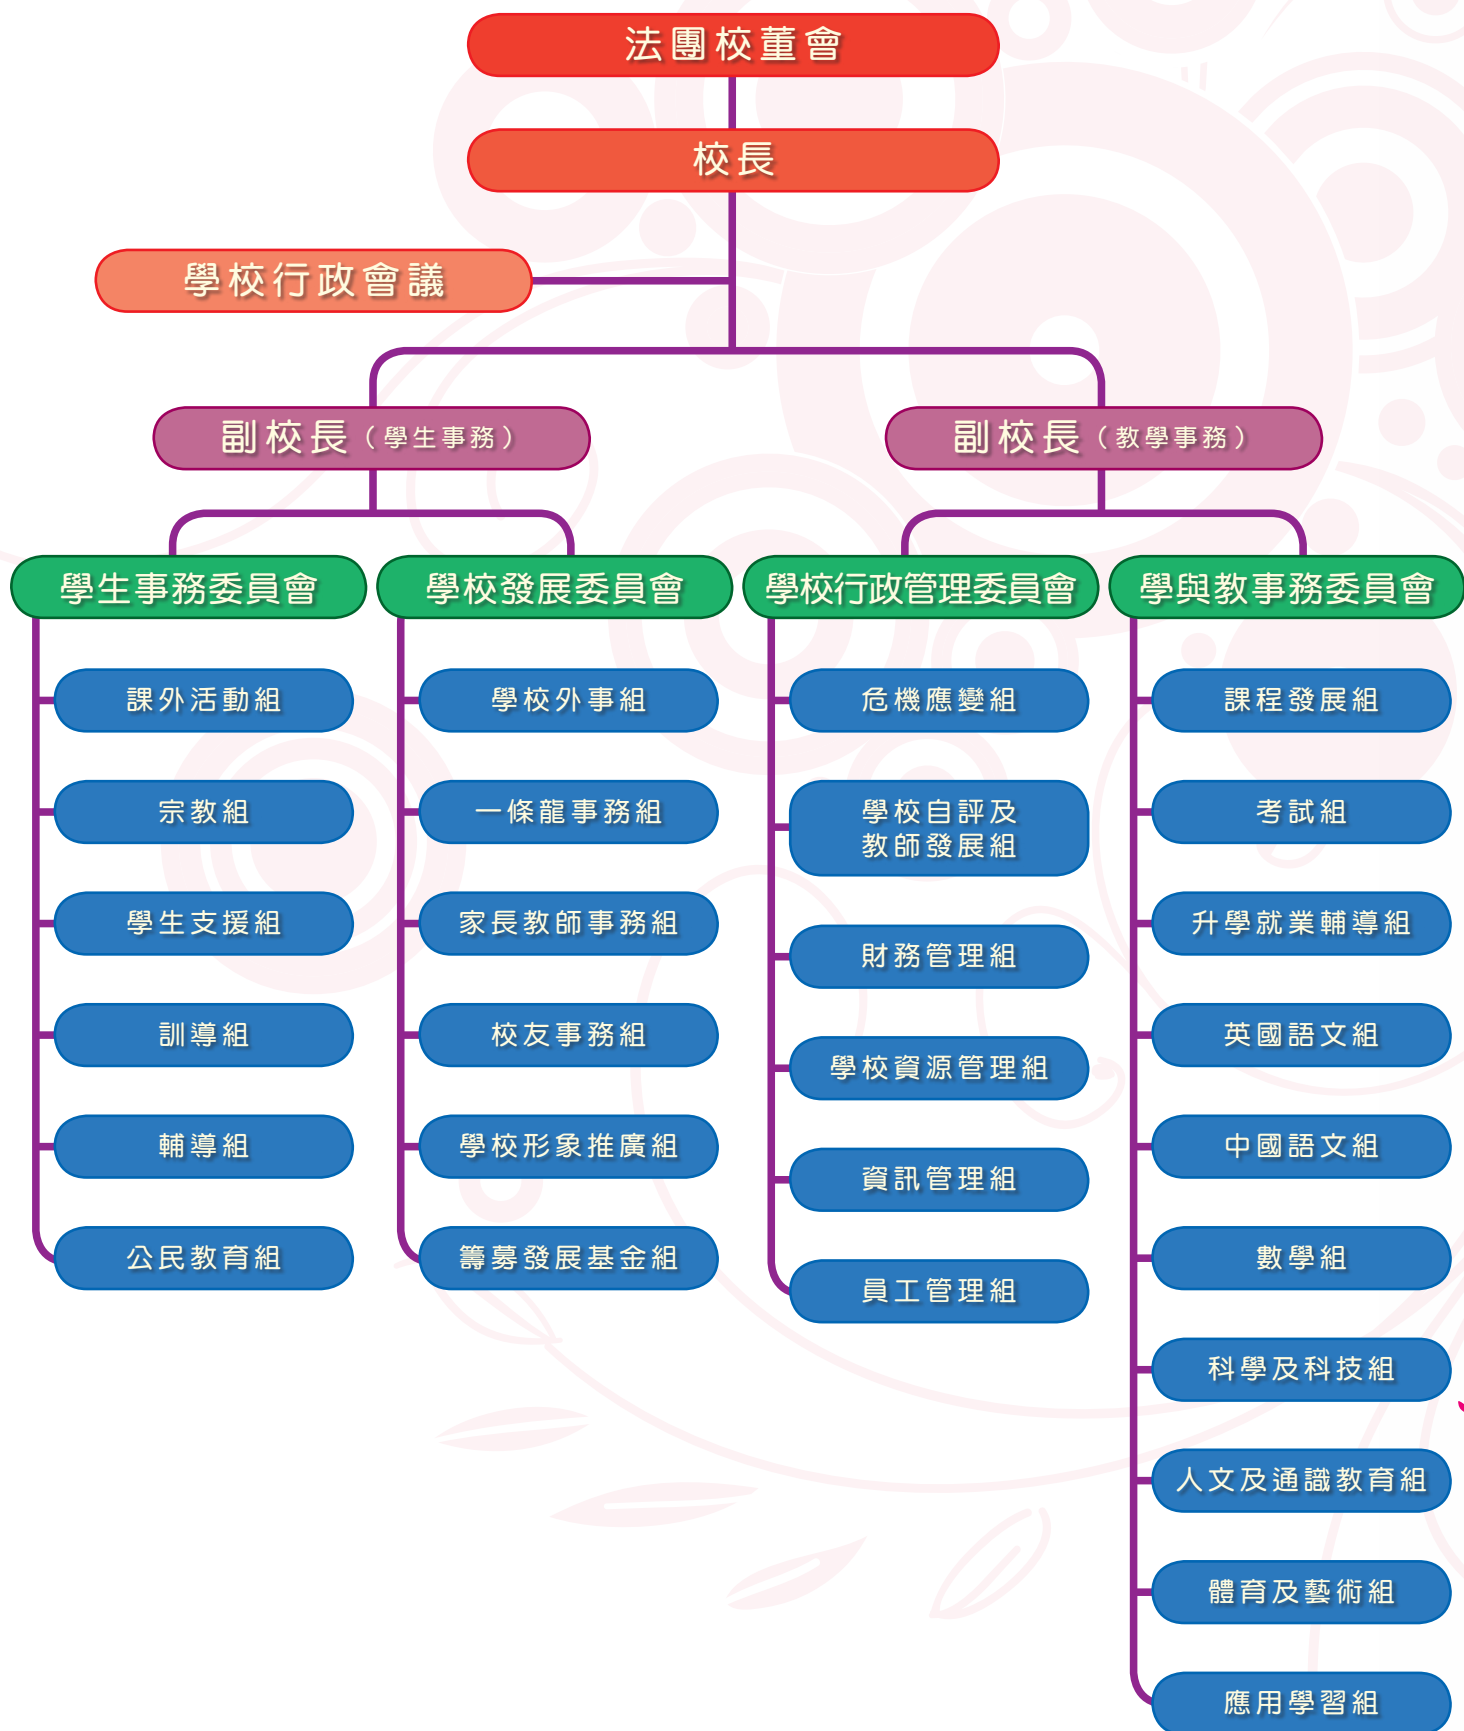 法團校董會
校長
學校行政會議
副校長（學生事務）
副校長（教學事務）
學生事務委員會
課外活動組
宗教組
學生支援組
訓導組
輔導組
公民教育組
學校發展委員會
學校外事組
一條龍事務組
家長教師事務組
校友事務組
學校形象推廣組
籌募發展基金組
學校行政管理委員會
危機應變組
學校自評及
教師發展組
財務管理組
學校資源管理組
資訊管理組
員工管理組
學與教事務委員會
課程發展組
考試組
升學就業輔導組
英國語文組
中國語文組
數學組
科學及科技組
人文及通識教育組
體育及藝術組
應用學習組